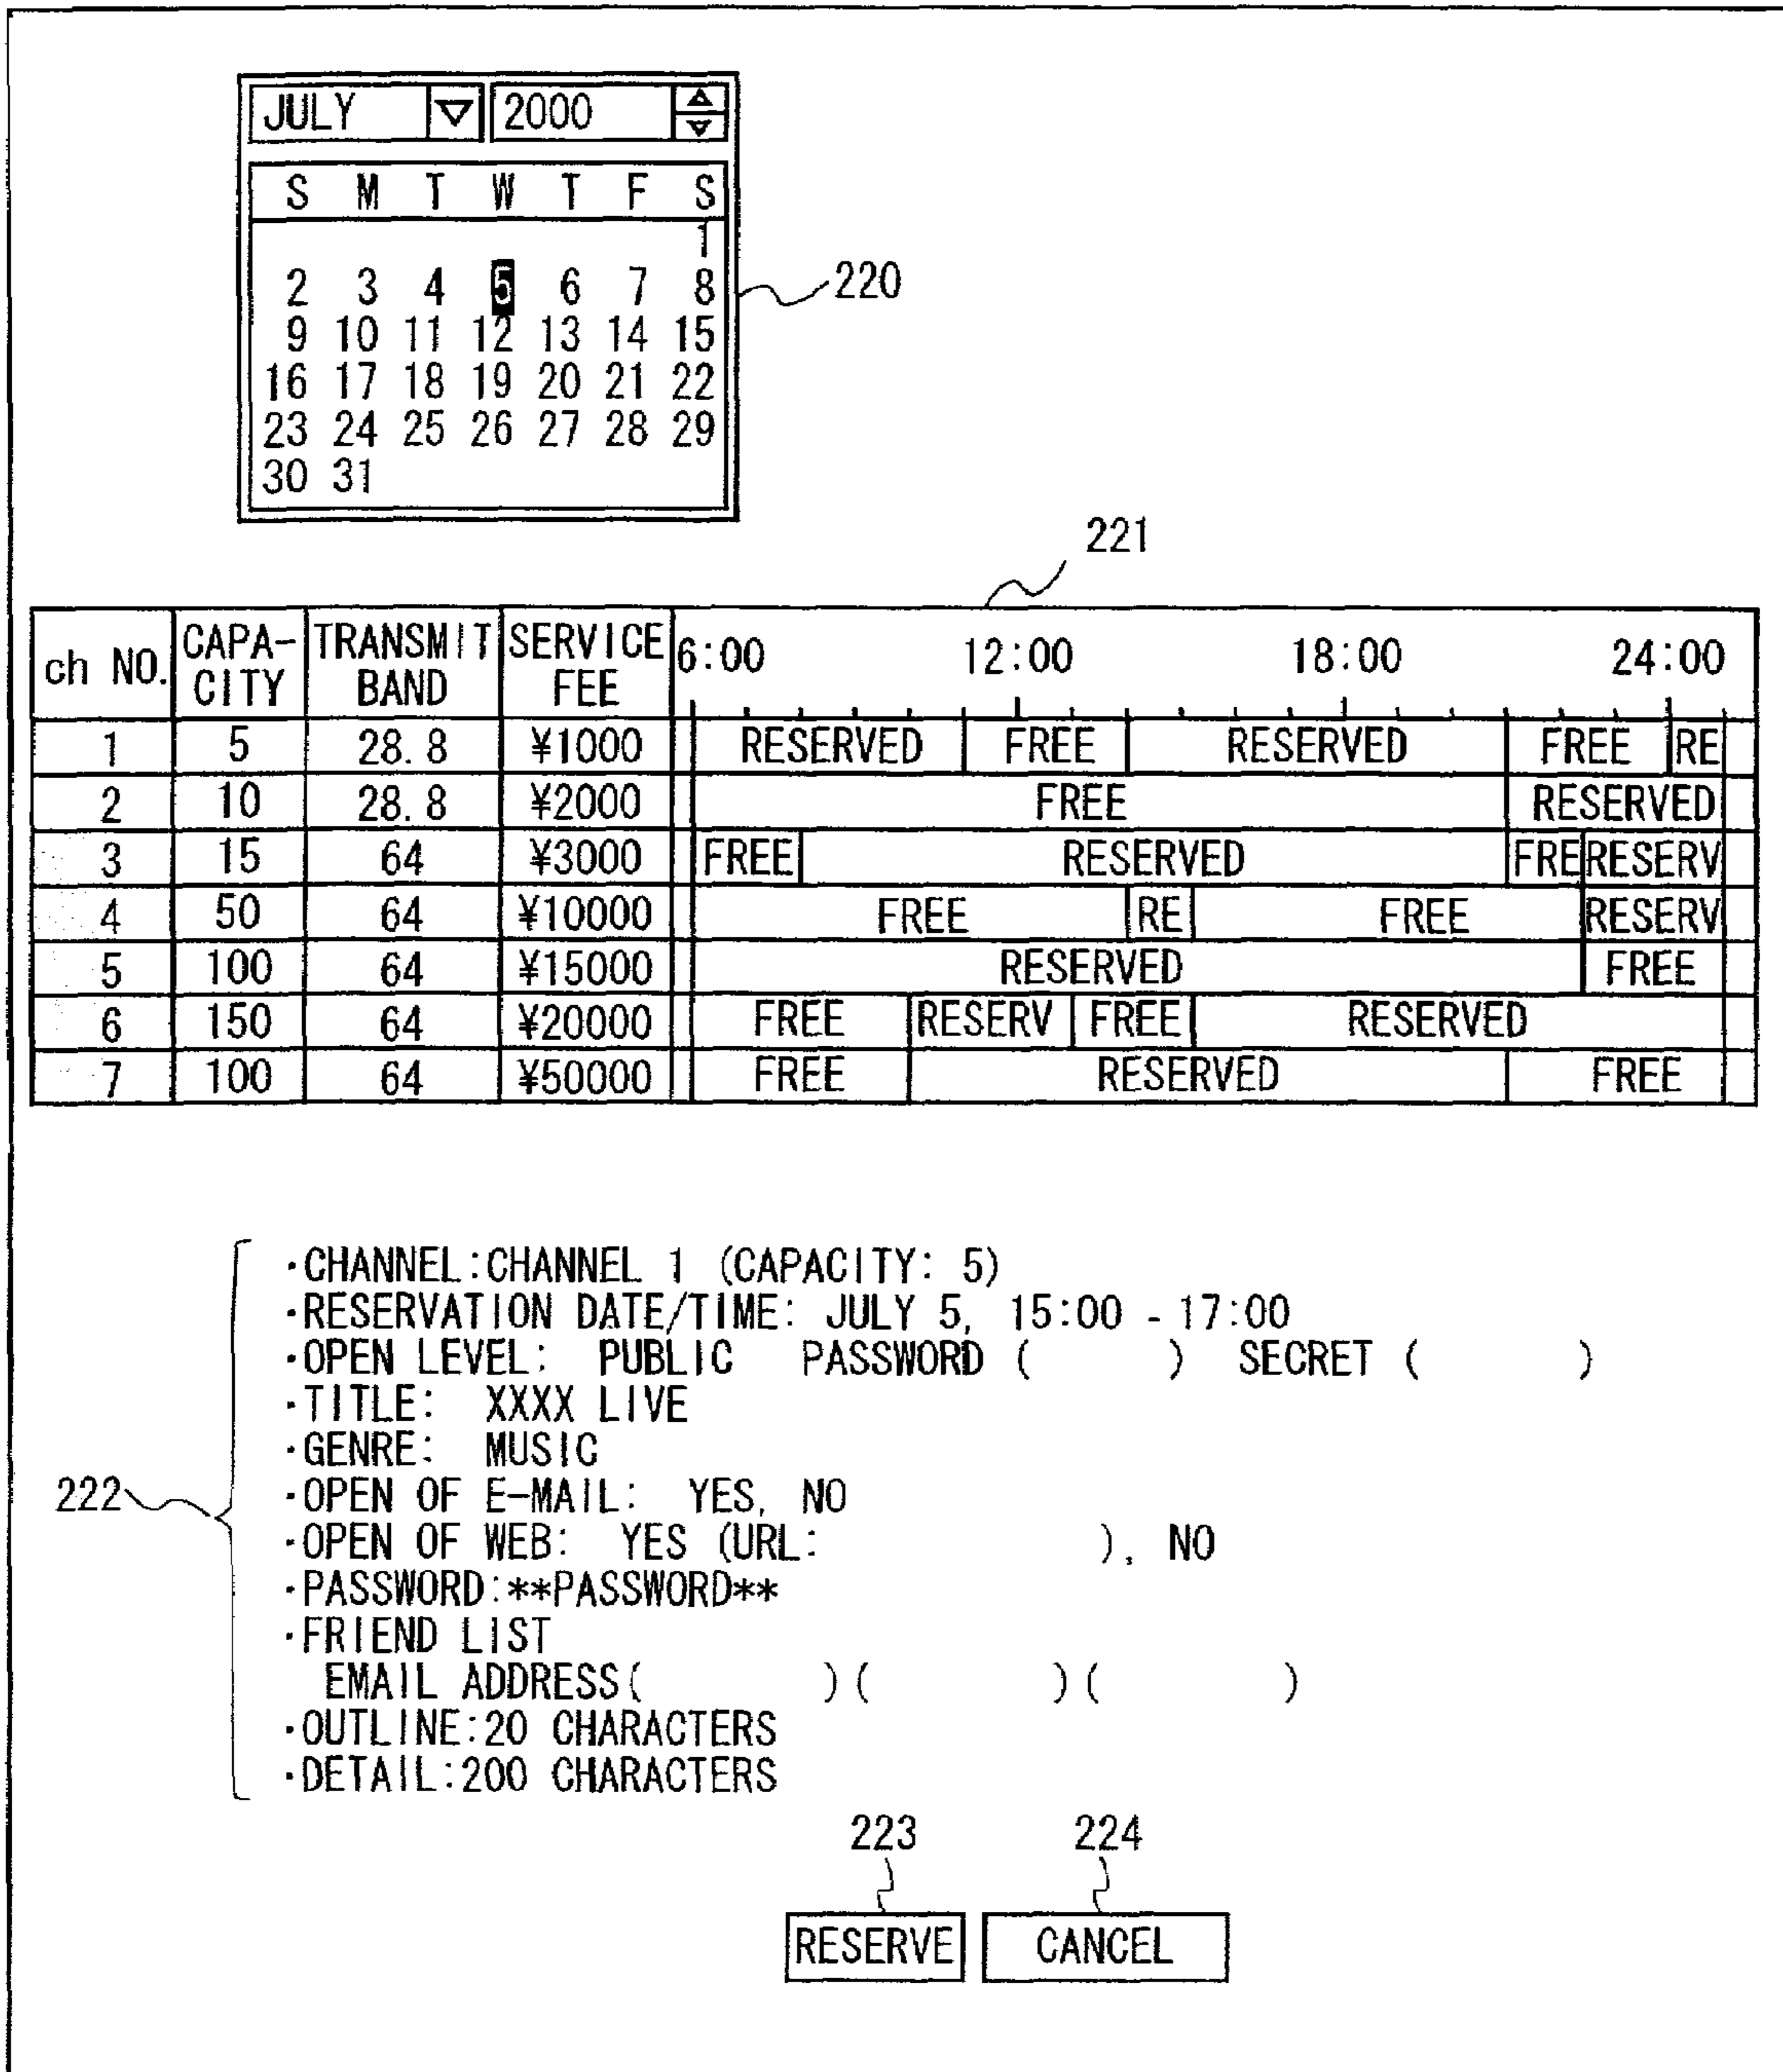 JULY ▽ 2000
S M T W T F S
1
2 3 4 5 6 7 8
220
9 10 11 12 13 14 15
16 17 18 19 20 21 22
23 24 25 26 27 28 29
30 31
221
ch NO. CAPA-CITY TRANSMIT BAND SERVICE FEE 6:00 12:00 18:00 24:00
1 5 28.8 ¥1000 RESERVED FREE RESERVED FREE RE
2 10 28.8 ¥2000 FREE RESERVED
3 15 64 ¥3000 FREE RESERVED FRE RESERV
4 50 64 ¥10000 FREE RE FREE RESERV
5 100 64 ¥15000 RESERVED FREE
6 150 64 ¥20000 FREE RESERV FREE RESERVED
7 100 64 ¥50000 FREE RESERVED FREE
222
·CHANNEL:CHANNEL 1 (CAPACITY: 5)
·RESERVATION DATE/TIME: JULY 5, 15:00 - 17:00
·OPEN LEVEL: PUBLIC PASSWORD ( ) SECRET ( )
·TITLE: XXXX LIVE
·GENRE: MUSIC
·OPEN OF E-MAIL: YES, NO
·OPEN OF WEB: YES (URL: ), NO
·PASSWORD:**PASSWORD**
·FRIEND LIST
EMAIL ADDRESS( )( )( )
·OUTLINE:20 CHARACTERS
·DETAIL:200 CHARACTERS
223 224
RESERVE CANCEL